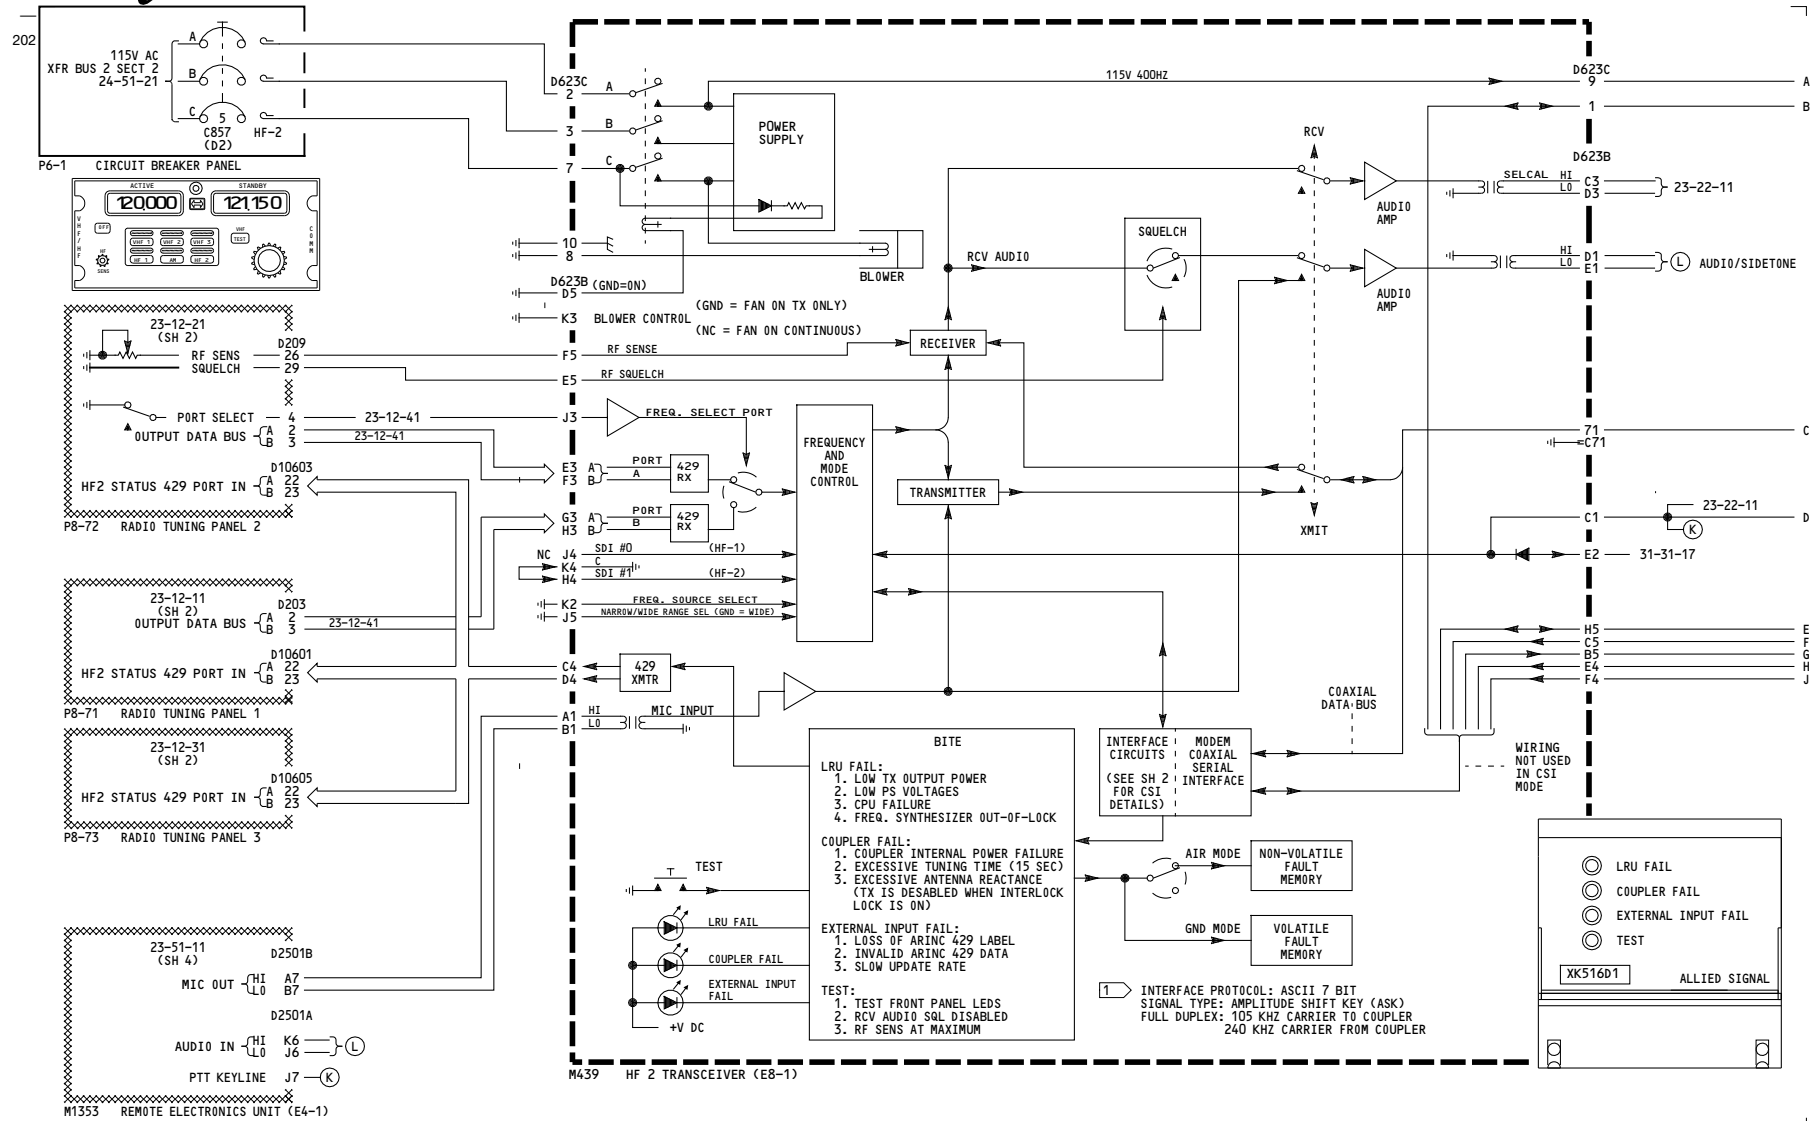 202
115V AC
XFR BUS 2 SECT 2
24-51-21
A
B
C
5
C857
(D2)
HF-2
P6-1 CIRCUIT BREAKER PANEL
ACTIVE
STANDBY
120.000
121.150
VHF/HF
COMM
OFF
VHF 1
VHF 2
VHF 3
VHF
TEST
HF
SENS
HF 1
AM
HF 2
23-12-21
(SH 2)
D209
RF SENS 26
SQUELCH 29
PORT SELECT 4 23-12-41
OUTPUT DATA BUS A 2
B 3 23-12-41
D10603
HF2 STATUS 429 PORT IN A 22
B 23
P8-72 RADIO TUNING PANEL 2
23-12-11
(SH 2)
D203
OUTPUT DATA BUS A 2
B 3 23-12-41
D10601
HF2 STATUS 429 PORT IN A 22
B 23
P8-71 RADIO TUNING PANEL 1
23-12-31
(SH 2)
D10605
HF2 STATUS 429 PORT IN A 22
B 23
P8-73 RADIO TUNING PANEL 3
23-51-11
(SH 4)
D2501B
MIC OUT HI A7
LO B7
D2501A
AUDIO IN HI K6
LO J6 L
PTT KEYLINE J7 K
M1353 REMOTE ELECTRONICS UNIT (E4-1)
D623C
2 A
3 B
7 C
10
8
D623B (GND=ON)
D5
K3 BLOWER CONTROL
(GND = FAN ON TX ONLY)
(NC = FAN ON CONTINUOUS)
F5 RF SENSE
E5 RF SQUELCH
J3 FREQ. SELECT PORT
E3 A PORT
F3 B A
429
RX
G3 A PORT
H3 B B
429
RX
NC J4 SDI #0 (HF-1)
K4 C
H4 SDI #1 (HF-2)
K2 FREQ. SOURCE SELECT
J5 NARROW/WIDE RANGE SEL (GND = WIDE)
C4
D4
429
XMTR
A1 HI
B1 LO
MIC INPUT
POWER
SUPPLY
BLOWER
115V 400HZ
RCV AUDIO
RECEIVER
FREQUENCY
AND
MODE
CONTROL
TRANSMITTER
SQUELCH
RCV
XMIT
AUDIO
AMP
AUDIO
AMP
D623C
9 A
1 B
D623B
SELCAL HI C3
LO D3
23-22-11
HI D1
LO E1
L AUDIO/SIDETONE
71 C
C71
C1 23-22-11 D
K
E2 31-31-17
H5 E
C5 F
B5 G
E4 H
F4 J
COAXIAL
DATA BUS
WIRING
NOT USED
IN CSI
MODE
INTERFACE
CIRCUITS
(SEE SH 2
FOR CSI
DETAILS)
MODEM
COAXIAL
SERIAL
INTERFACE
BITE
LRU FAIL:
1. LOW TX OUTPUT POWER
2. LOW PS VOLTAGES
3. CPU FAILURE
4. FREQ. SYNTHESIZER OUT-OF-LOCK
COUPLER FAIL:
1. COUPLER INTERNAL POWER FAILURE
2. EXCESSIVE TUNING TIME (15 SEC)
3. EXCESSIVE ANTENNA REACTANCE
(TX IS DESABLED WHEN INTERLOCK
LOCK IS ON)
EXTERNAL INPUT FAIL:
1. LOSS OF ARINC 429 LABEL
2. INVALID ARINC 429 DATA
3. SLOW UPDATE RATE
TEST:
1. TEST FRONT PANEL LEDS
2. RCV AUDIO SQL DISABLED
3. RF SENS AT MAXIMUM
TEST
LRU FAIL
COUPLER FAIL
EXTERNAL INPUT
FAIL
+V DC
AIR MODE
NON-VOLATILE
FAULT
MEMORY
GND MODE
VOLATILE
FAULT
MEMORY
1 INTERFACE PROTOCOL: ASCII 7 BIT
SIGNAL TYPE: AMPLITUDE SHIFT KEY (ASK)
FULL DUPLEX: 105 KHZ CARRIER TO COUPLER
240 KHZ CARRIER FROM COUPLER
M439 HF 2 TRANSCEIVER (E8-1)
LRU FAIL
COUPLER FAIL
EXTERNAL INPUT FAIL
TEST
XK516D1
ALLIED SIGNAL